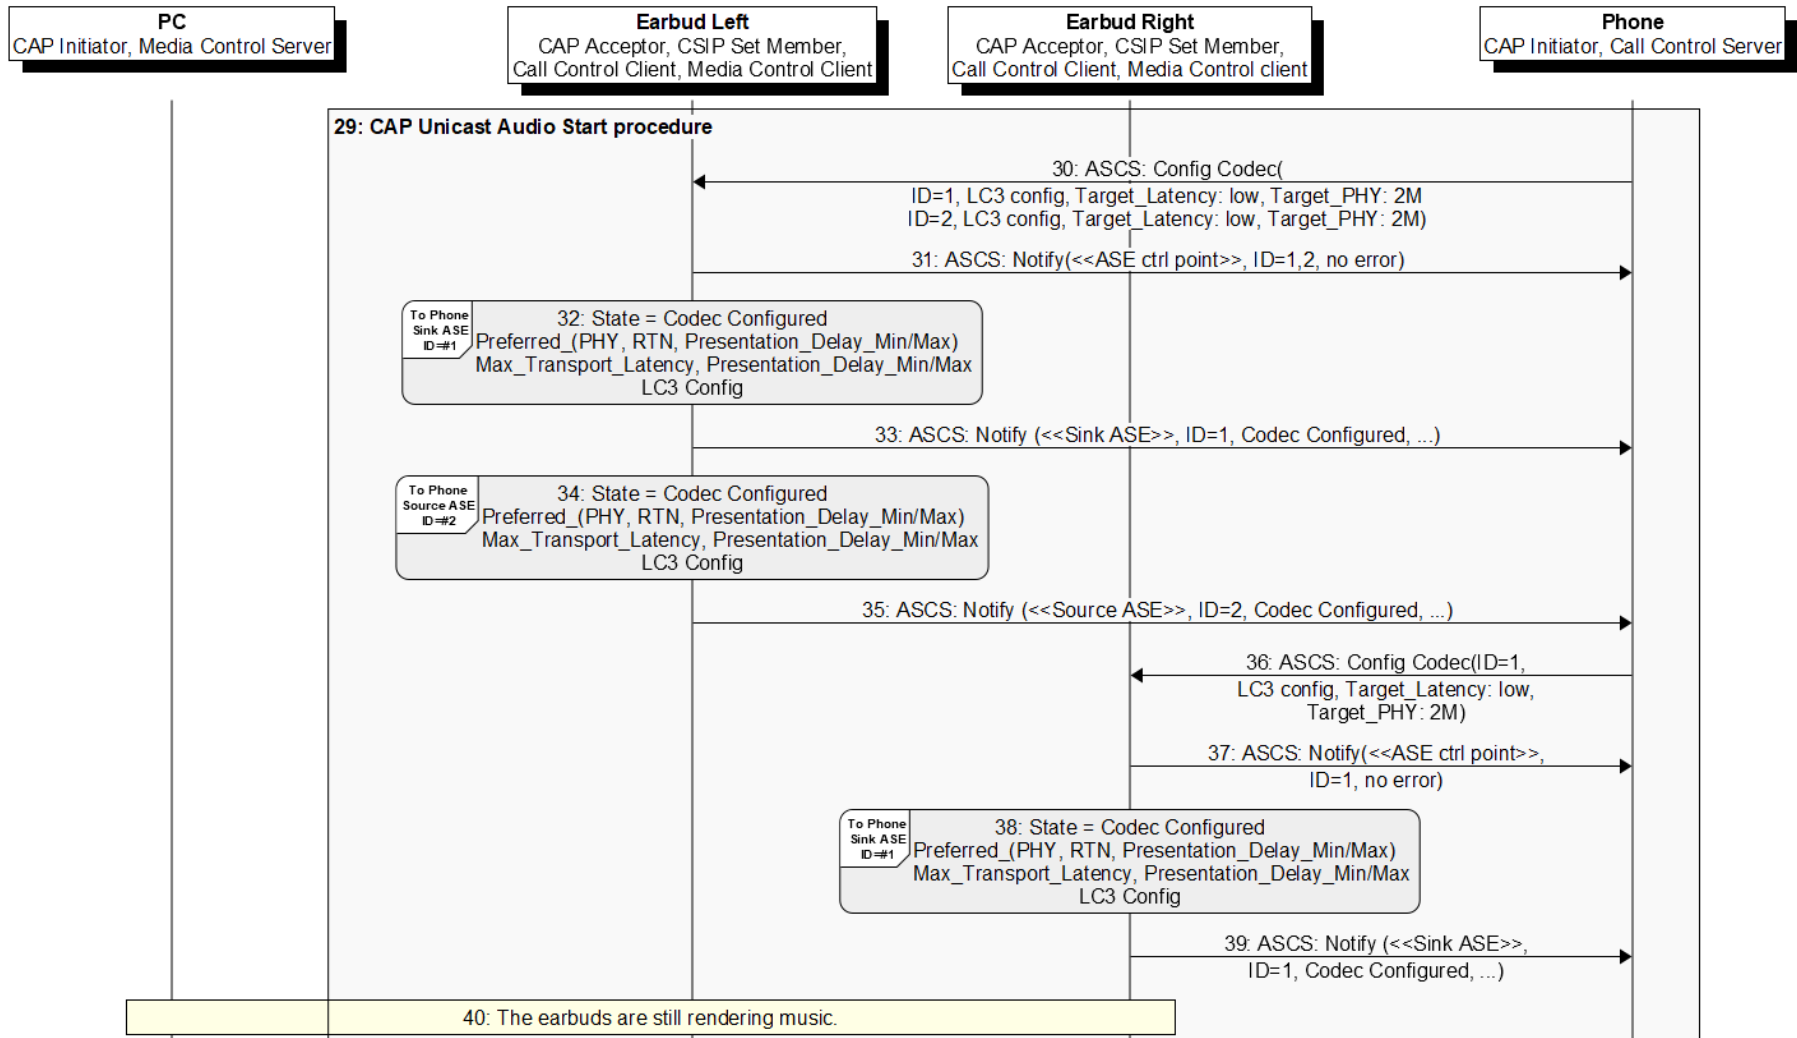 PC
CAP Initiator, Media Control Server
Earbud Left
CAP Acceptor, CSIP Set Member,
Call Control Client, Media Control Client
Earbud Right
CAP Acceptor, CSIP Set Member,
Call Control Client, Media Control client
Phone
CAP Initiator, Call Control Server
29: CAP Unicast Audio Start procedure
30: ASCS: Config Codec(
ID=1, LC3 config, Target_Latency: low, Target_PHY: 2M
ID=2, LC3 config, Target_Latency: low, Target_PHY: 2M)
31: ASCS: Notify(<<ASE ctrl point>>, ID=1,2, no error)
To Phone
Sink ASE
ID=#1
32: State = Codec Configured
Preferred_(PHY, RTN, Presentation_Delay_Min/Max)
Max_Transport_Latency, Presentation_Delay_Min/Max
LC3 Config
33: ASCS: Notify (<<Sink ASE>>, ID=1, Codec Configured, ...)
To Phone
Source ASE
ID=#2
34: State = Codec Configured
Preferred_(PHY, RTN, Presentation_Delay_Min/Max)
Max_Transport_Latency, Presentation_Delay_Min/Max
LC3 Config
35: ASCS: Notify (<<Source ASE>>, ID=2, Codec Configured, ...)
36: ASCS: Config Codec(ID=1,
LC3 config, Target_Latency: low,
Target_PHY: 2M)
37: ASCS: Notify(<<ASE ctrl point>>,
ID=1, no error)
To Phone
Sink ASE
ID=#1
38: State = Codec Configured
Preferred_(PHY, RTN, Presentation_Delay_Min/Max)
Max_Transport_Latency, Presentation_Delay_Min/Max
LC3 Config
39: ASCS: Notify (<<Sink ASE>>,
ID=1, Codec Configured, ...)
40: The earbuds are still rendering music.